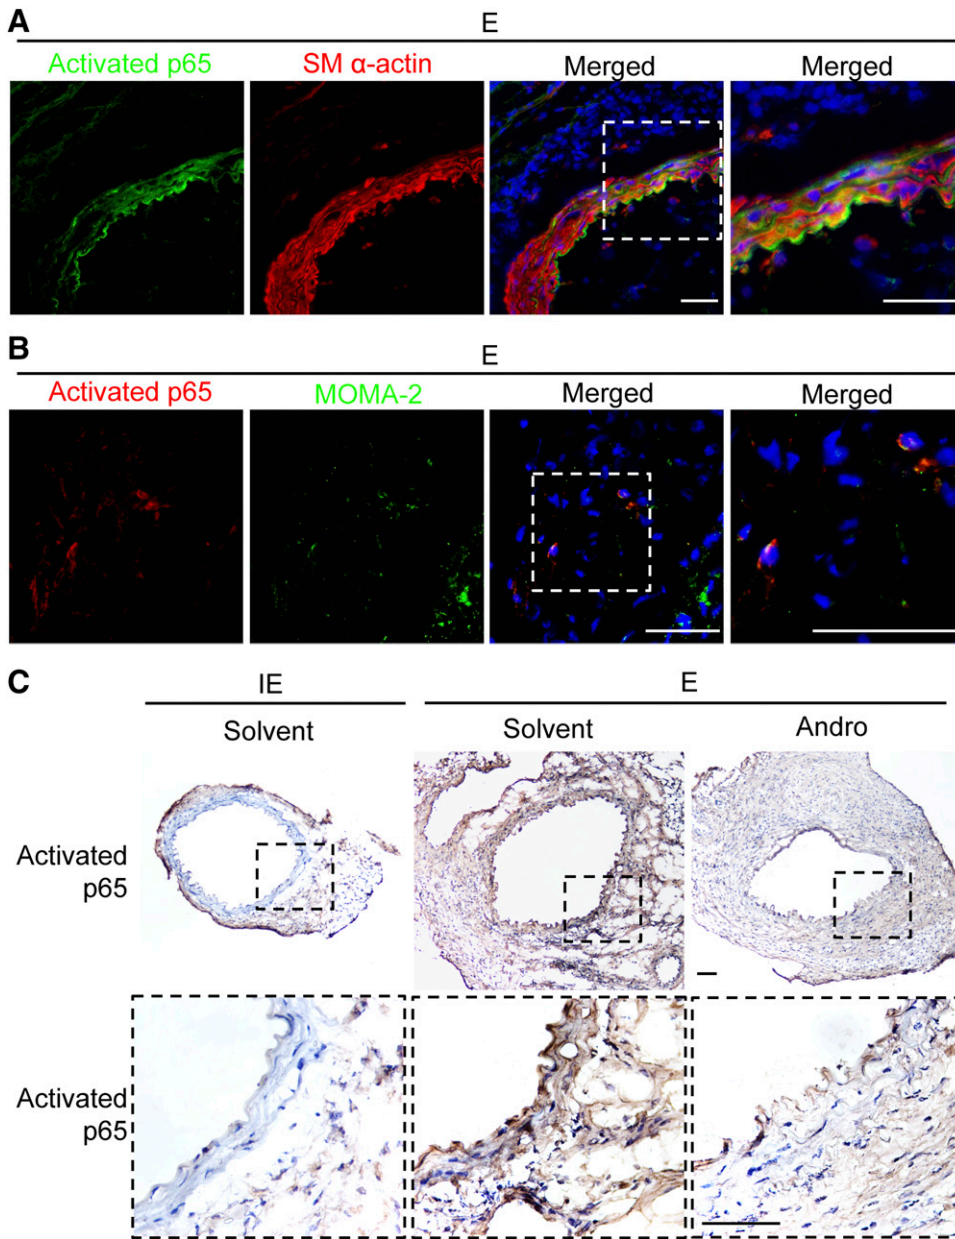 A
E
Activated p65 SM α-actin Merged Merged
B
E
Activated p65 MOMA-2 Merged Merged
C
IE E
Solvent Solvent Andro
Activated
p65
Activated
p65